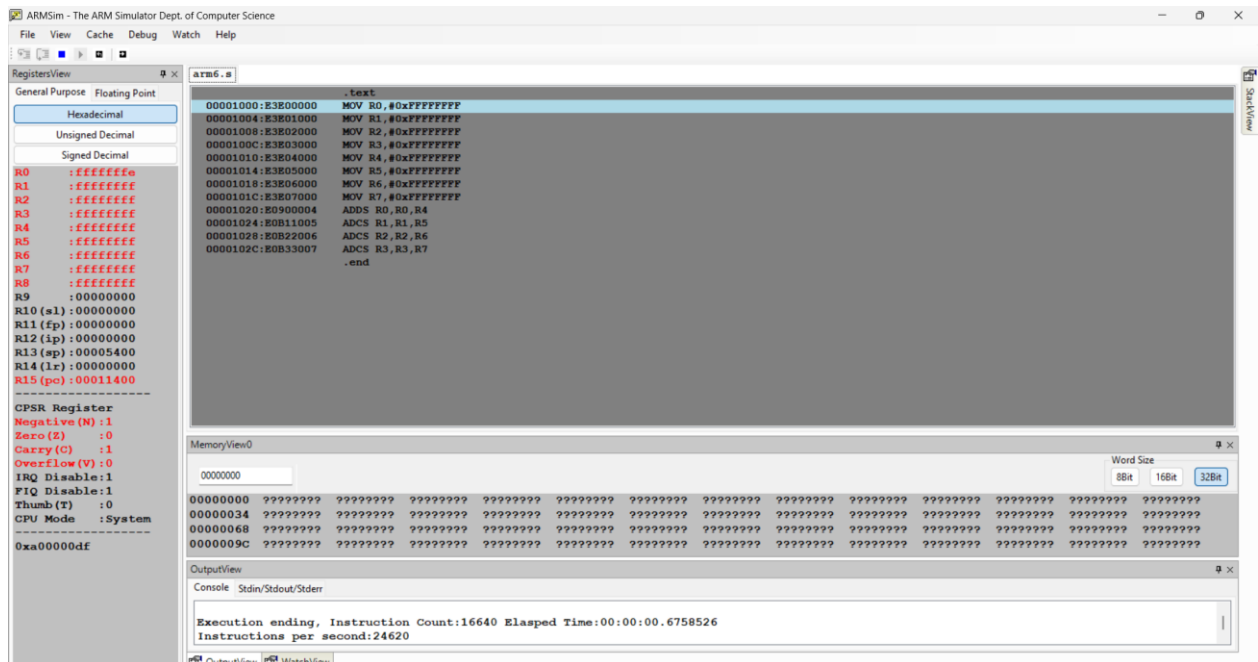 ARMSim - The ARM Simulator Dept. of Computer Science
File View Cache Debug Watch Help
RegistersView
General Purpose Floating Point
Hexadecimal
Unsigned Decimal
Signed Decimal
R0 :fffffffe
R1 :ffffffff
R2 :ffffffff
R3 :ffffffff
R4 :ffffffff
R5 :ffffffff
R6 :ffffffff
R7 :ffffffff
R8 :ffffffff
R9 :00000000
R10(sl):00000000
R11(fp):00000000
R12(ip):00000000
R13(sp):00005400
R14(lr):00000000
R15(pc):00011400
-------------------
CPSR Register
Negative(N):1
Zero(Z) :0
Carry(C) :1
Overflow(V):0
IRQ Disable:1
FIQ Disable:1
Thumb(T) :0
CPU Mode :System
-------------------
0xa00000df
arm6.s
.text
00001000:E3E00000 MOV R0,#0xFFFFFFFF
00001004:E3E01000 MOV R1,#0xFFFFFFFF
00001008:E3E02000 MOV R2,#0xFFFFFFFF
0000100C:E3E03000 MOV R3,#0xFFFFFFFF
00001010:E3E04000 MOV R4,#0xFFFFFFFF
00001014:E3E05000 MOV R5,#0xFFFFFFFF
00001018:E3E06000 MOV R6,#0xFFFFFFFF
0000101C:E3E07000 MOV R7,#0xFFFFFFFF
00001020:E0900004 ADDS R0,R0,R4
00001024:E0B11005 ADCS R1,R1,R5
00001028:E0B22006 ADCS R2,R2,R6
0000102C:E0B33007 ADCS R3,R3,R7
.end
StackView
MemoryView0
Word Size
00000000 8Bit 16Bit 32Bit
00000000 ???????? ???????? ???????? ???????? ???????? ???????? ???????? ???????? ???????? ???????? ???????? ???????? ????????
00000034 ???????? ???????? ???????? ???????? ???????? ???????? ???????? ???????? ???????? ???????? ???????? ???????? ????????
00000068 ???????? ???????? ???????? ???????? ???????? ???????? ???????? ???????? ???????? ???????? ???????? ???????? ????????
0000009C ???????? ???????? ???????? ???????? ???????? ???????? ???????? ???????? ???????? ???????? ???????? ???????? ????????
OutputView
Console Stdin/Stdout/Stderr
Execution ending, Instruction Count:16640 Elasped Time:00:00:00.6758526
Instructions per second:24620
OutputView WatchView